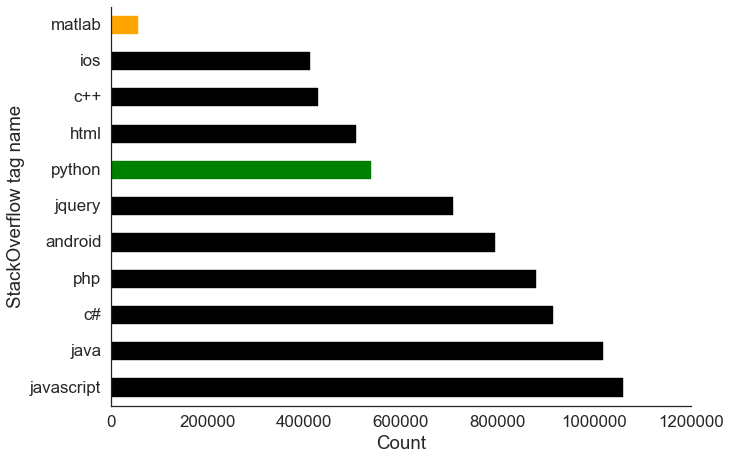 matlab
ios
c++
html
python
jquery
android
php
c#
java
javascript
StackOverflow tag name
0 200000 400000 600000 800000 1000000 1200000
Count